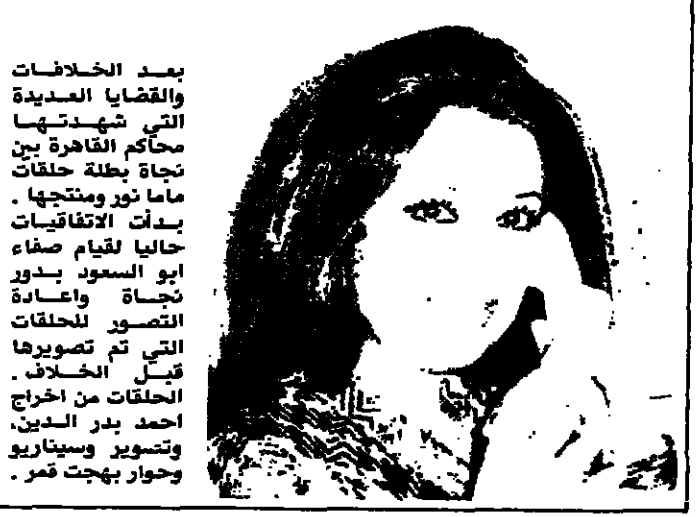 بعد الخلافات
والقضايا العديدة
التي شهدتها
محاكم القاهرة بين
نجاة بطلة حلقات
ماما نور ومنتجها .
بدأت الاتفاقيات
حاليا لقيام صفاء
ابو السعود بدور
نجاة واعادة
التصور للحلقات
التي تم تصويرها
قبل الخلاف .
الحلقات من اخراج
احمد بدر الدين،
وتتسوير وسيناريو
وحوار بهجت قمر .